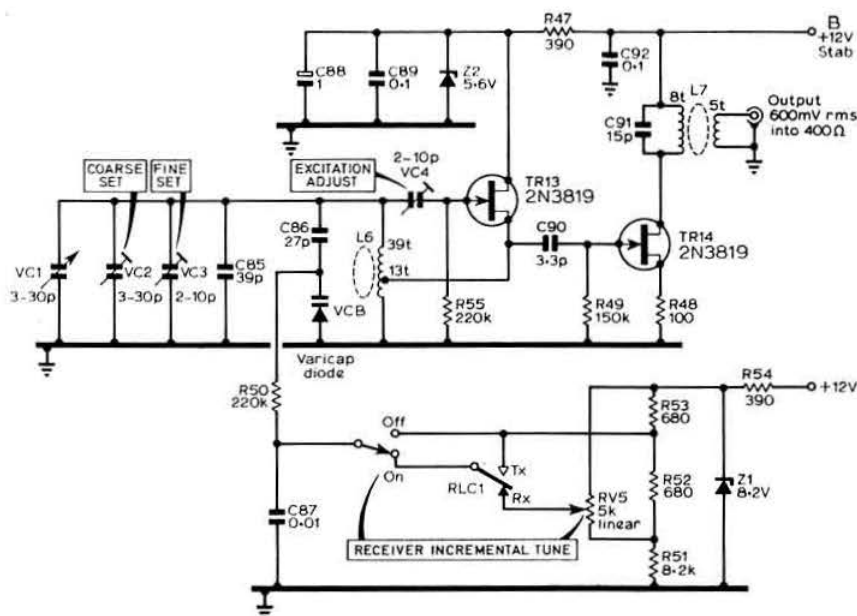 R47
390
B
+12V
Stab
C88
1
C89
0·1
Z2
5·6V
C92
0·1
L7
8t
5t
C91
15p
Output
600mV rms
into 400Ω
COARSE
SET
FINE
SET
EXCITATION
ADJUST
2-10p
VC4
TR13
2N3819
C86
27p
L6
39t
13t
C90
3·3p
TR14
2N3819
VC1
3-30p
VC2
3-30p
VC3
2-10p
C85
39p
VCB
R55
220k
R49
150k
R48
100
Varicap
diode
R50
220k
R54
390
+12V
R53
680
Off
On
Tx
RLC1
Rx
RV5
5k
linear
R52
680
Z1
8·2V
C87
0·01
RECEIVER INCREMENTAL TUNE
R51
8·2k